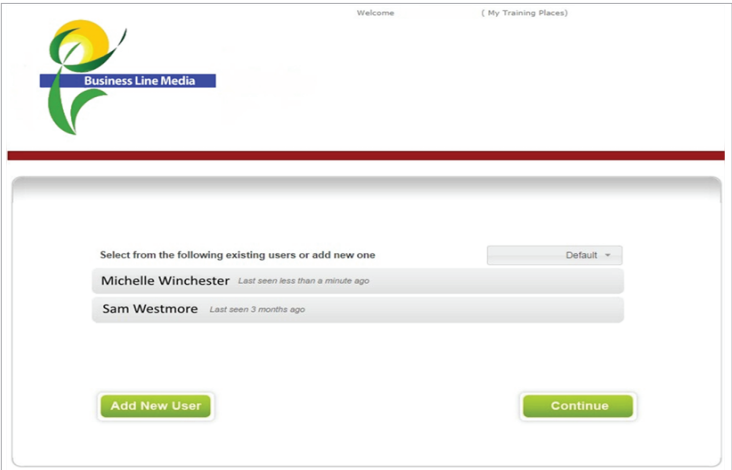 Welcome ( My Training Places)
Business Line Media
Select from the following existing users or add new one Default
Michelle Winchester Last seen less than a minute ago
Sam Westmore Last seen 3 months ago
Add New User Continue